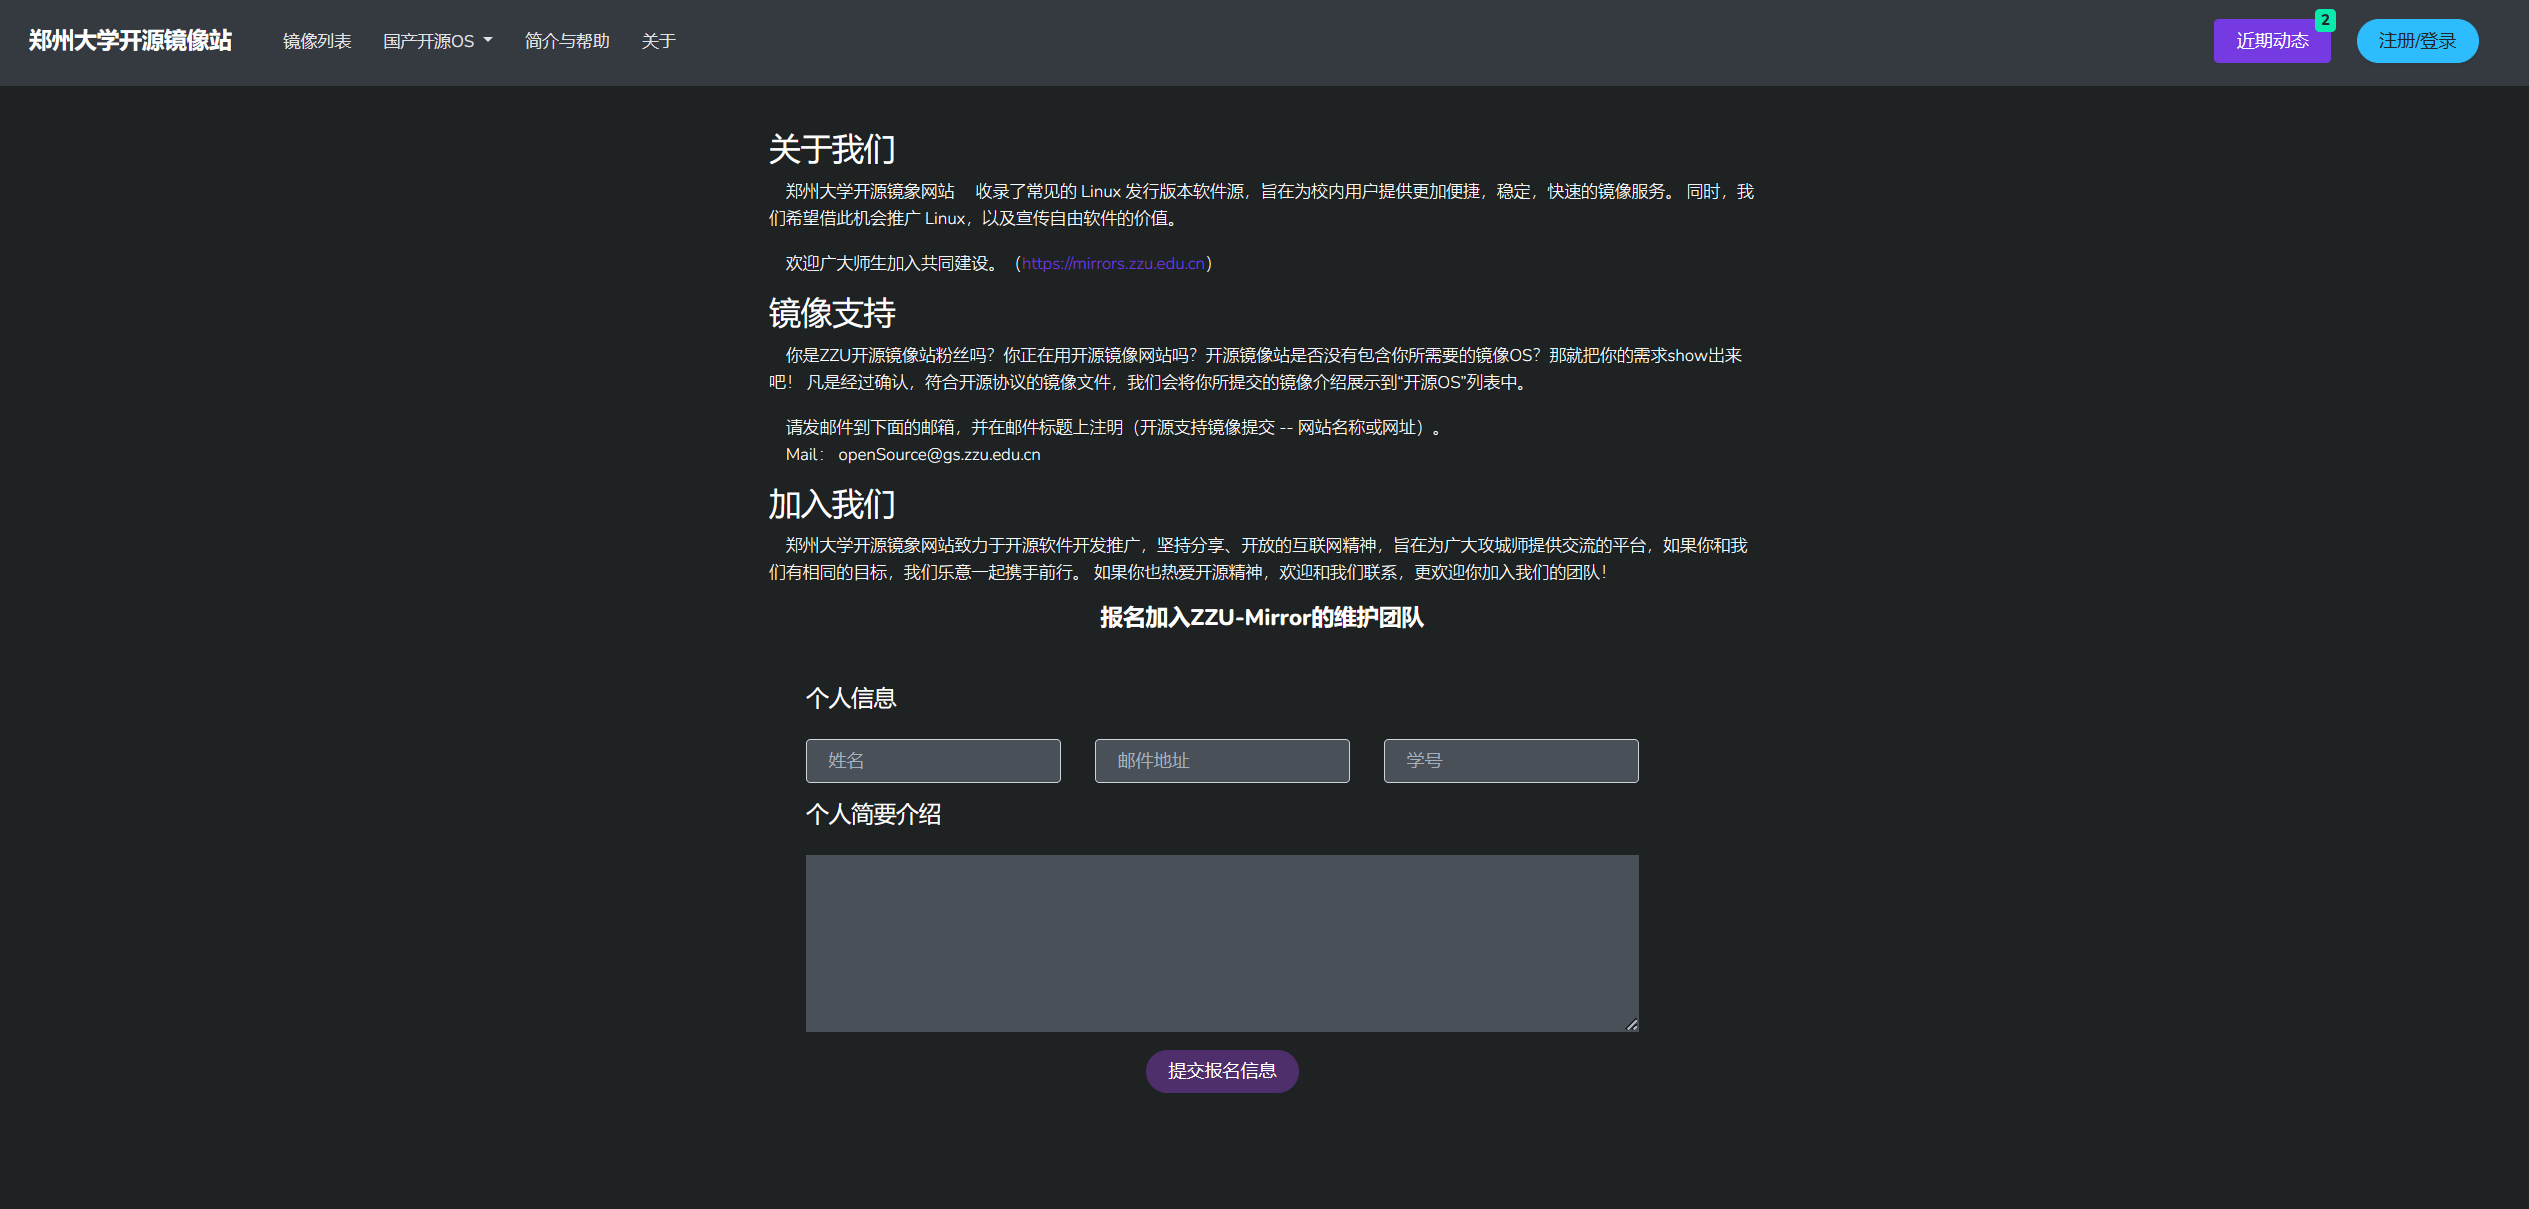 郑州大学开源镜像站 镜像列表 国产开源OS 简介与帮助 关于 近期动态 2 注册/登录
关于我们
郑州大学开源镜象网站 收录了常见的 Linux 发行版本软件源，旨在为校内用户提供更加便捷，稳定，快速的镜像服务。 同时，我
们希望借此机会推广 Linux，以及宣传自由软件的价值。
欢迎广大师生加入共同建设。（https://mirrors.zzu.edu.cn）
镜像支持
你是ZZU开源镜像站粉丝吗？你正在用开源镜像网站吗？开源镜像站是否没有包含你所需要的镜像OS？那就把你的需求show出来
吧！ 凡是经过确认，符合开源协议的镜像文件，我们会将你所提交的镜像介绍展示到“开源OS”列表中。
请发邮件到下面的邮箱，并在邮件标题上注明（开源支持镜像提交 -- 网站名称或网址）。
Mail： openSource@gs.zzu.edu.cn
加入我们
郑州大学开源镜象网站致力于开源软件开发推广，坚持分享、开放的互联网精神，旨在为广大攻城师提供交流的平台，如果你和我
们有相同的目标，我们乐意一起携手前行。 如果你也热爱开源精神，欢迎和我们联系，更欢迎你加入我们的团队！
报名加入ZZU-Mirror的维护团队
个人信息
姓名 邮件地址 学号
个人简要介绍
提交报名信息